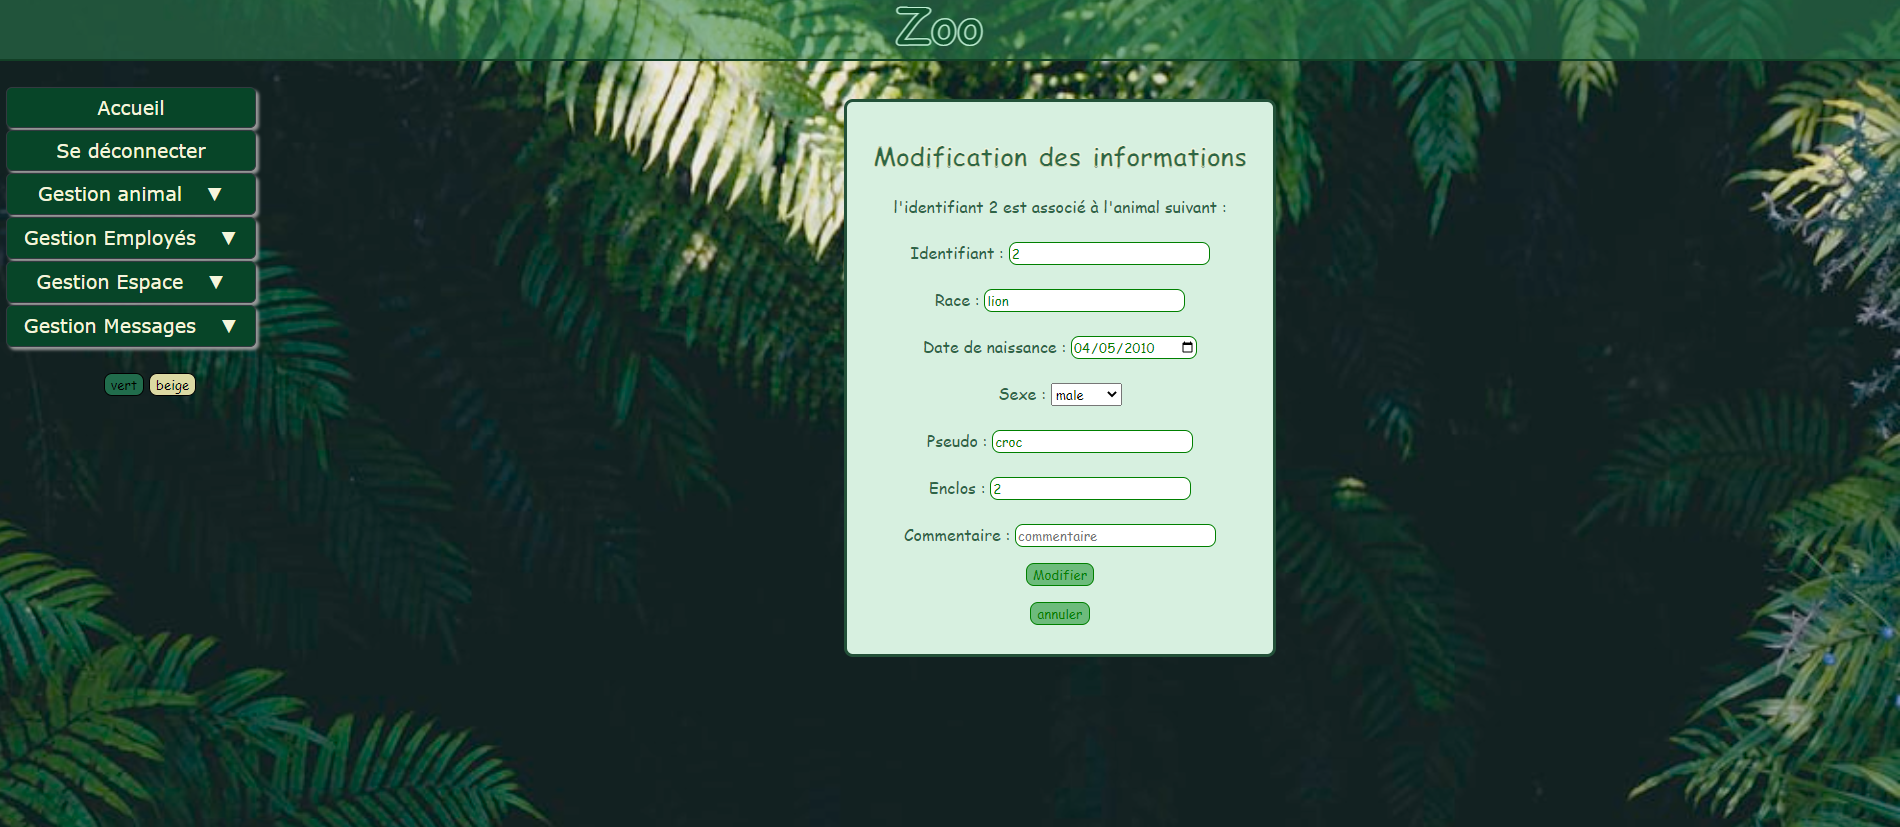 Zoo
Accueil
Se déconnecter
Gestion animal ▼
Gestion Employés ▼
Gestion Espace ▼
Gestion Messages ▼
vert beige
Modification des informations
l'identifiant 2 est associé à l'animal suivant :
Identifiant : 2
Race : lion
Date de naissance : 04/05/2010
Sexe : male
Pseudo : croc
Enclos : 2
Commentaire : commentaire
Modifier
annuler